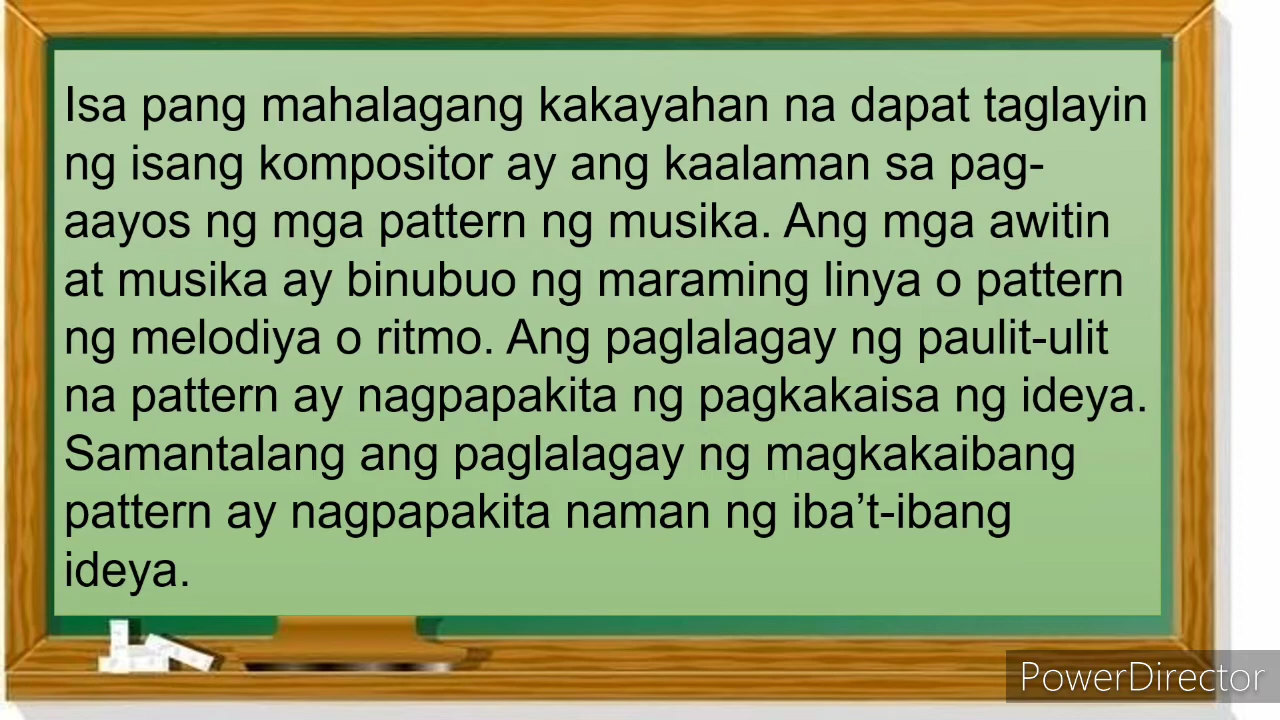 Isa pang mahalagang kakayahan na dapat taglayin
ng isang kompositor ay ang kaalaman sa pag-
aayos ng mga pattern ng musika. Ang mga awitin
at musika ay binubuo ng maraming linya o pattern
ng melodiya o ritmo. Ang paglalagay ng paulit-ulit
na pattern ay nagpapakita ng pagkakaisa ng ideya.
Samantalang ang paglalagay ng magkakaibang
pattern ay nagpapakita naman ng iba’t-ibang
ideya.
PowerDirector